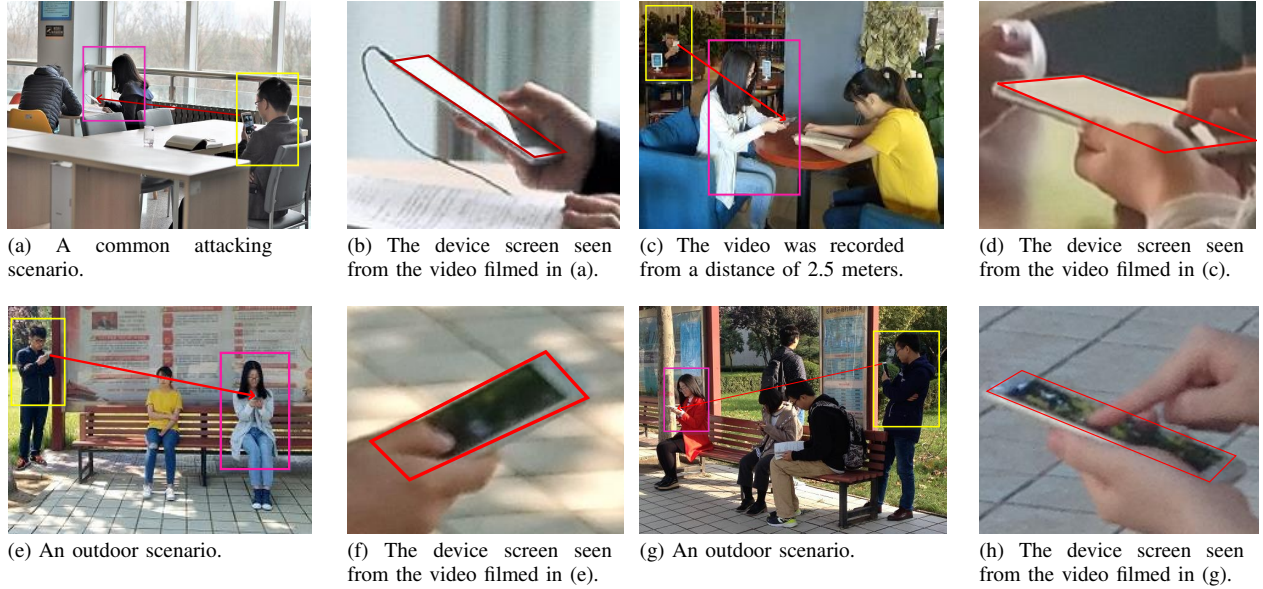 (a) A common attacking
scenario.
(b) The device screen seen
from the video filmed in (a).
(c) The video was recorded
from a distance of 2.5 meters.
(d) The device screen seen
from the video filmed in (c).
(e) An outdoor scenario.
(f) The device screen seen
from the video filmed in (e).
(g) An outdoor scenario.
(h) The device screen seen
from the video filmed in (g).